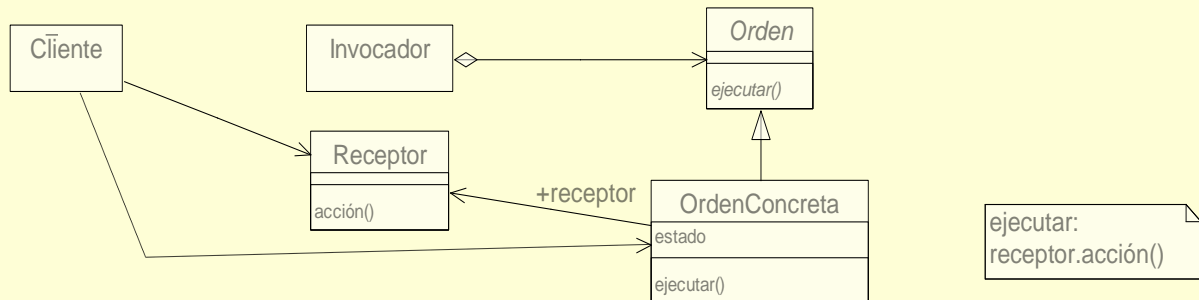 Cliente
Invocador
Orden
ejecutar()
Receptor
acción()
+receptor
OrdenConcreta
estado
ejecutar()
ejecutar:
receptor.acción()